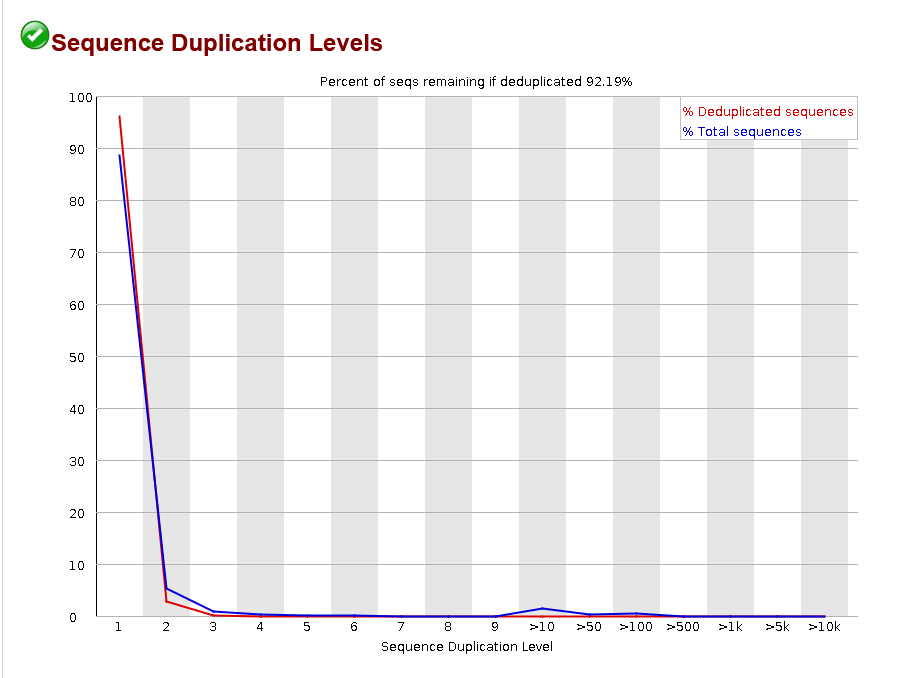 Sequence Duplication Levels
Percent of seqs remaining if deduplicated 92.19%
% Deduplicated sequences
% Total sequences
100
90
80
70
60
50
40
30
20
10
0
1 2 3 4 5 6 7 8 9 >10 >50 >100 >500 >1k >5k >10k
Sequence Duplication Level